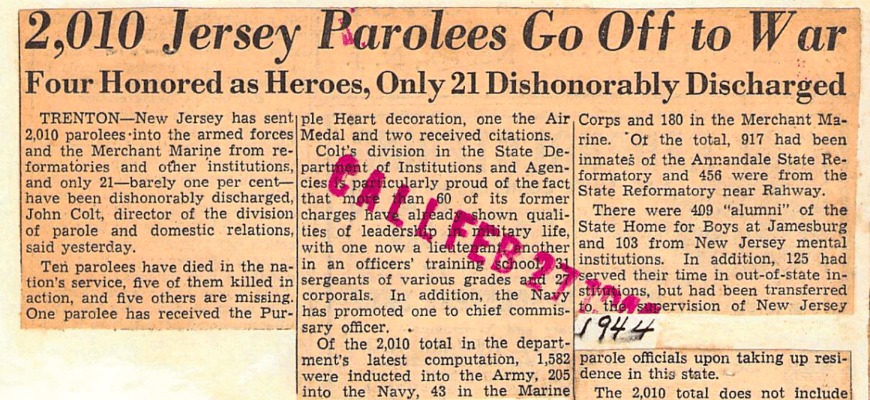 2,010 Jersey Parolees Go Off to War
Four Honored as Heroes, Only 21 Dishonorably Discharged
TRENTON—New Jersey has sent
2,010 parolees into the armed forces
and the Merchant Marine from re-
formatories and other institutions,
and only 21—barely one per cent—
have been dishonorably discharged,
John Colt, director of the division
of parole and domestic relations,
said yesterday.
Ten parolees have died in the na-
tion's service, five of them killed in
action, and five others are missing.
One parolee has received the Pur-
ple Heart decoration, one the Air
Medal and two received citations.
Colt's division in the State De-
partment of Institutions and Agen-
cies is particularly proud of the fact
that more than 60 of its former
charges have already shown quali-
ties of leadership in military life,
with one now a lieutenant, another
in an officers' training school, 31
sergeants of various grades and 27
corporals. In addition, the Navy
has promoted one to chief commis-
sary officer.
Of the 2,010 total in the depart-
ment's latest computation, 1,582
were inducted into the Army, 205
into the Navy, 43 in the Marine
Corps and 180 in the Merchant Ma-
rine. Of the total, 917 had been
inmates of the Annandale State Re-
formatory and 456 were from the
State Reformatory near Rahway.
There were 409 "alumni" of the
State Home for Boys at Jamesburg
and 103 from New Jersey mental
institutions. In addition, 125 had
served their time in out-of-state in-
stitutions, but had been transferred
to the supervision of New Jersey
parole officials upon taking up resi-
dence in this state.
The 2,010 total does not include
CALL FEB 27
1944